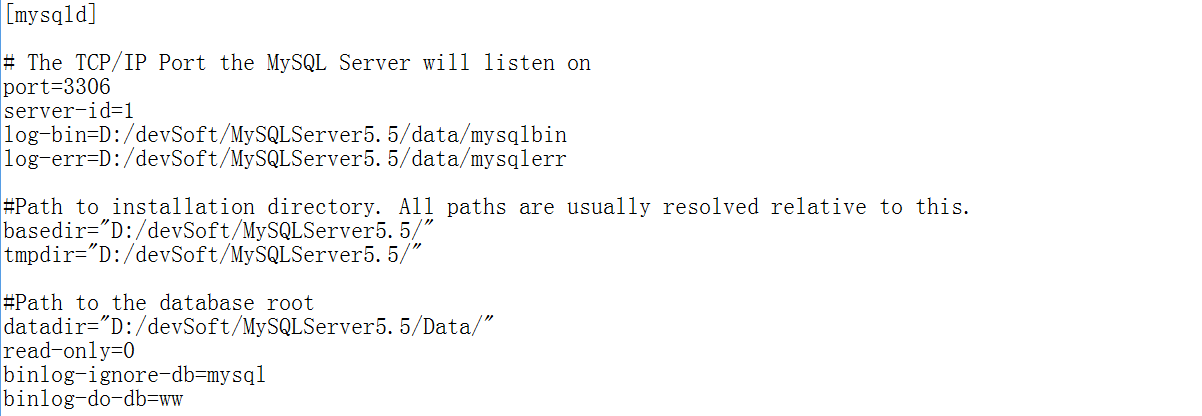 [mysqld]
# The TCP/IP Port the MySQL Server will listen on
port=3306
server-id=1
log-bin=D:/devSoft/MySQLServer5.5/data/mysqlbin
log-err=D:/devSoft/MySQLServer5.5/data/mysqlerr
#Path to installation directory. All paths are usually resolved relative to this.
basedir="D:/devSoft/MySQLServer5.5/"
tmpdir="D:/devSoft/MySQLServer5.5/"
#Path to the database root
datadir="D:/devSoft/MySQLServer5.5/Data/"
read-only=0
binlog-ignore-db=mysql
binlog-do-db=ww